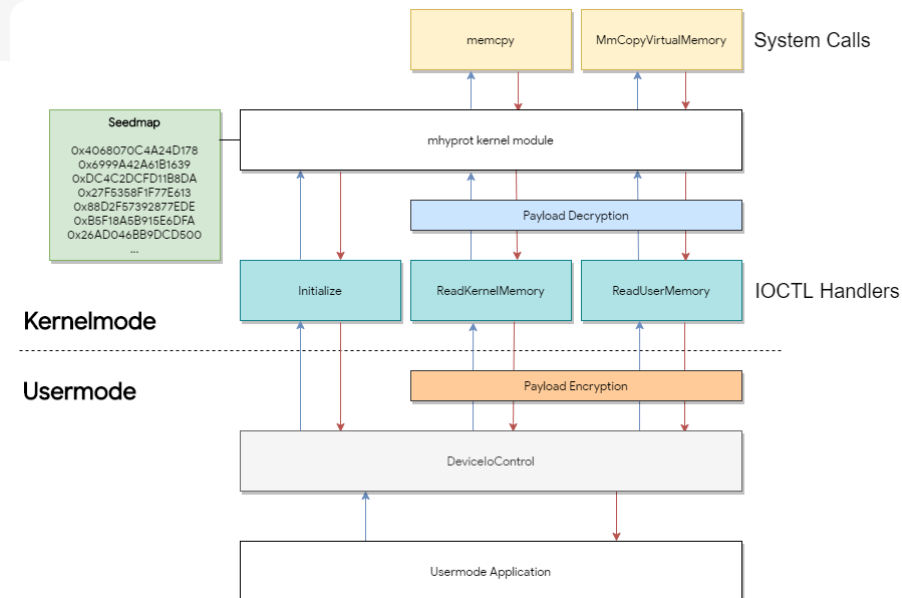 memcpy
MmCopyVirtualMemory
System Calls
Seedmap
0x4068070C4A24D178
0x6999A42A61B1639
0xDC4C2DCFD11B8DA
0x27F5358F1F77E613
0x88D2F57392877EDE
0xB5F18A5B915E6DFA
0x26AD046BB9DCD500
...
mhyprot kernel module
Payload Decryption
Initialize
ReadKernelMemory
ReadUserMemory
IOCTL Handlers
Kernelmode
Usermode
Payload Encryption
DeviceIoControl
Usermode Application